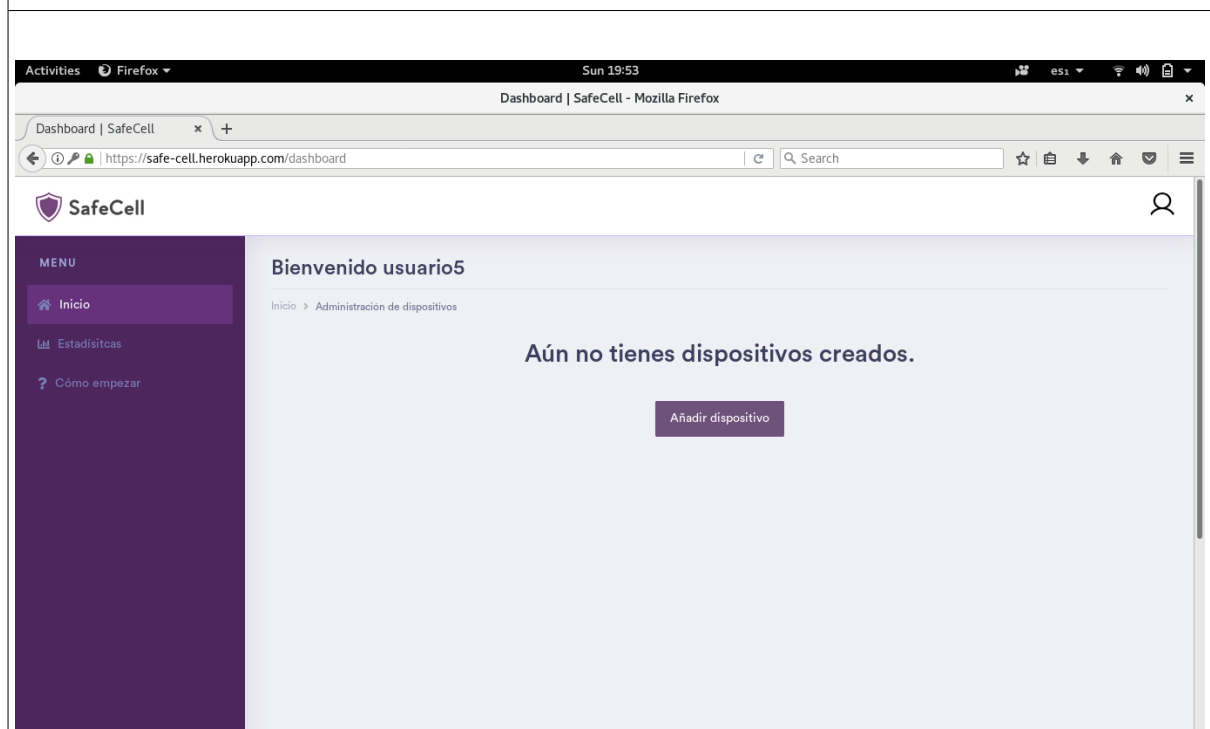 Activities Firefox Sun 19:53 es1
Dashboard | SafeCell - Mozilla Firefox
Dashboard | SafeCell
https://safe-cell.herokuapp.com/dashboard Search
SafeCell
MENU
Bienvenido usuario5
Inicio
Inicio > Administración de dispositivos
Estadísitcas
Aún no tienes dispositivos creados.
Cómo empezar
Añadir dispositivo